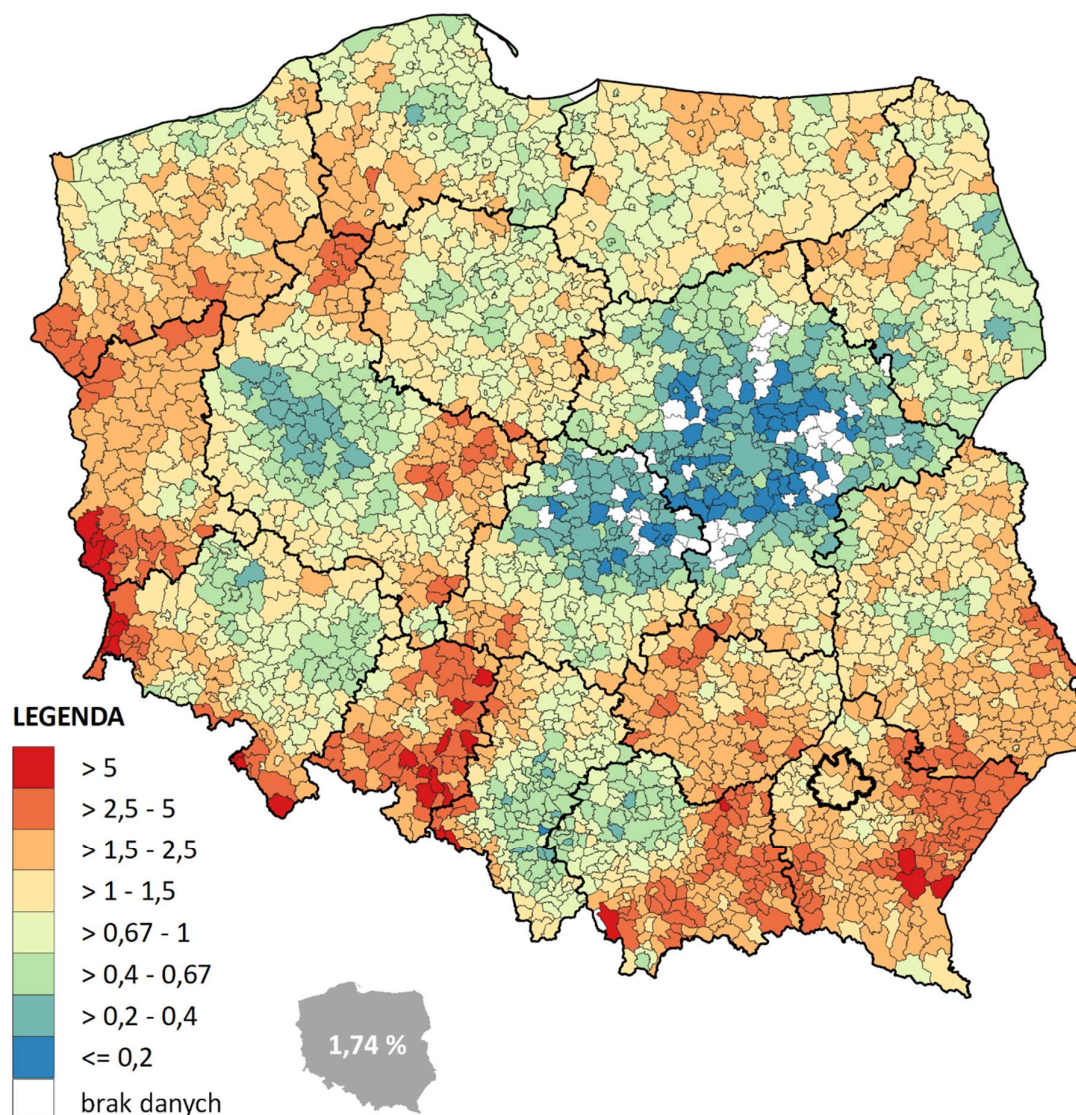 LEGENDA
> 5
> 2,5 - 5
> 1,5 - 2,5
> 1 - 1,5
> 0,67 - 1
> 0,4 - 0,67
> 0,2 - 0,4
<= 0,2
brak danych
1,74 %